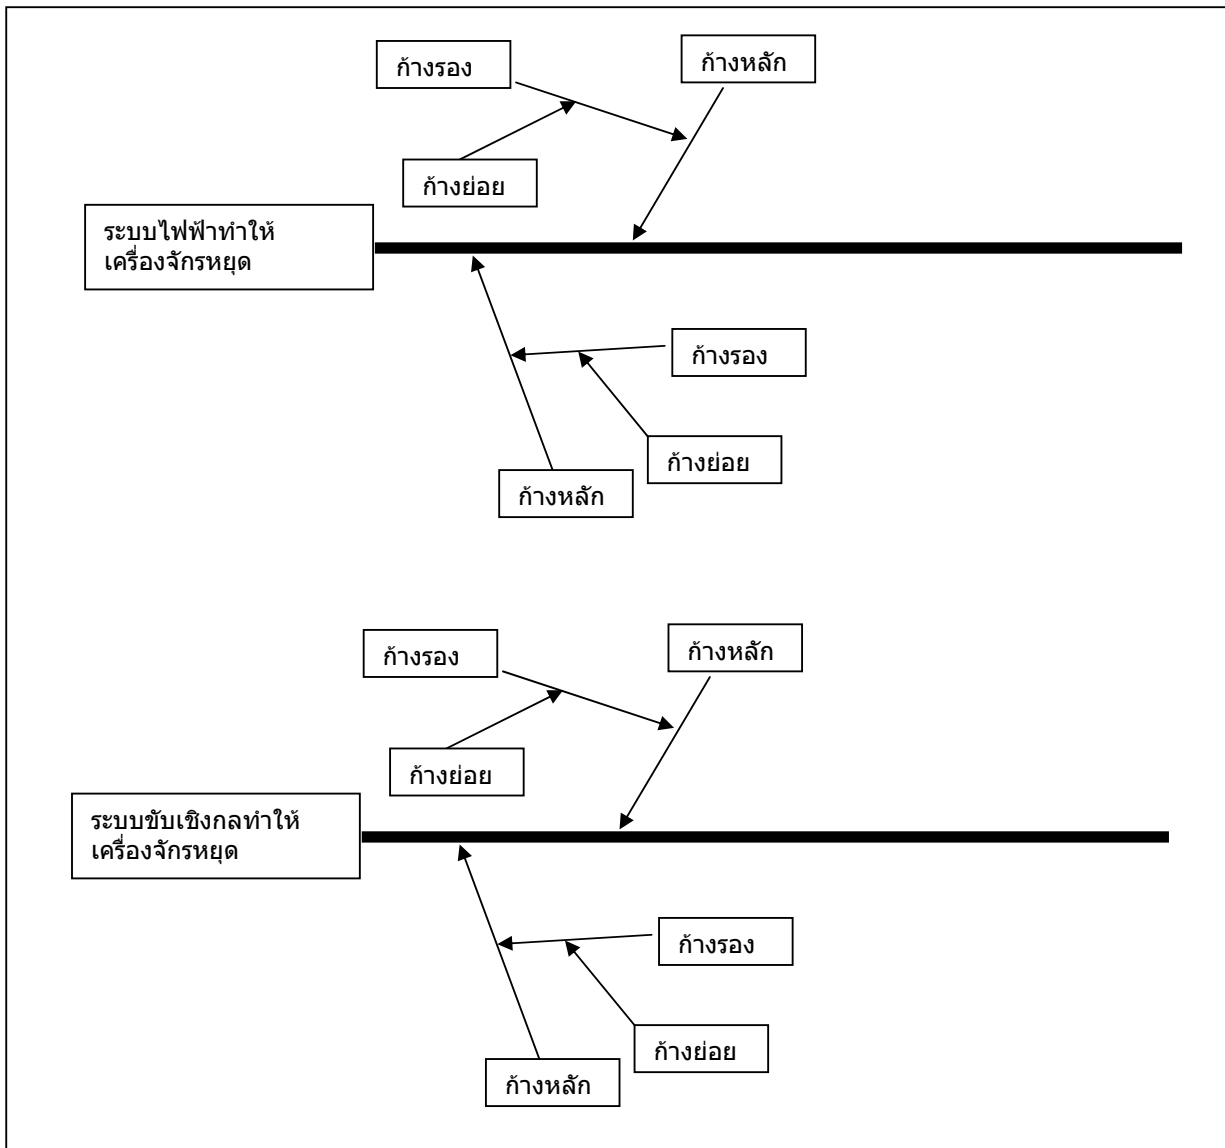 ก้างรอง
ก้างหลัก
ก้างย่อย
ระบบไฟฟ้าทำให้
เครื่องจักรหยุด
ก้างรอง
ก้างย่อย
ก้างหลัก
ก้างรอง
ก้างหลัก
ก้างย่อย
ระบบขับเชิงกลทำให้
เครื่องจักรหยุด
ก้างรอง
ก้างย่อย
ก้างหลัก